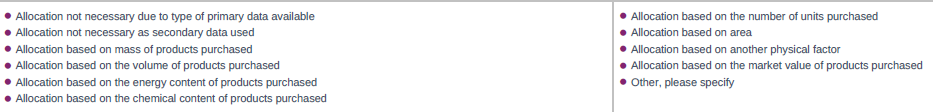 • Allocation not necessary due to type of primary data available
• Allocation not necessary as secondary data used
• Allocation based on mass of products purchased
• Allocation based on the volume of products purchased
• Allocation based on the energy content of products purchased
• Allocation based on the chemical content of products purchased
• Allocation based on the number of units purchased
• Allocation based on area
• Allocation based on another physical factor
• Allocation based on the market value of products purchased
• Other, please specify